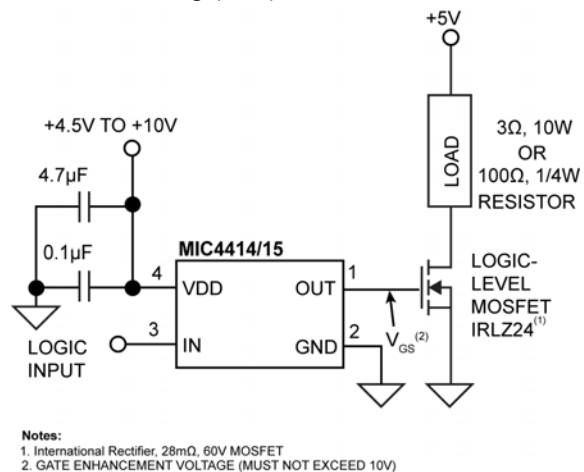 +5V
+4.5V TO +10V
3Ω, 10W
OR
100Ω, 1/4W
RESISTOR
LOAD
4.7µF
0.1µF
MIC4414/15
4
VDD
OUT
1
LOGIC-
LEVEL
MOSFET
IRLZ24(1)
3
IN
GND
2
VGS(2)
LOGIC
INPUT
Notes:
1. International Rectifier, 28mΩ, 60V MOSFET
2. GATE ENHANCEMENT VOLTAGE (MUST NOT EXCEED 10V)